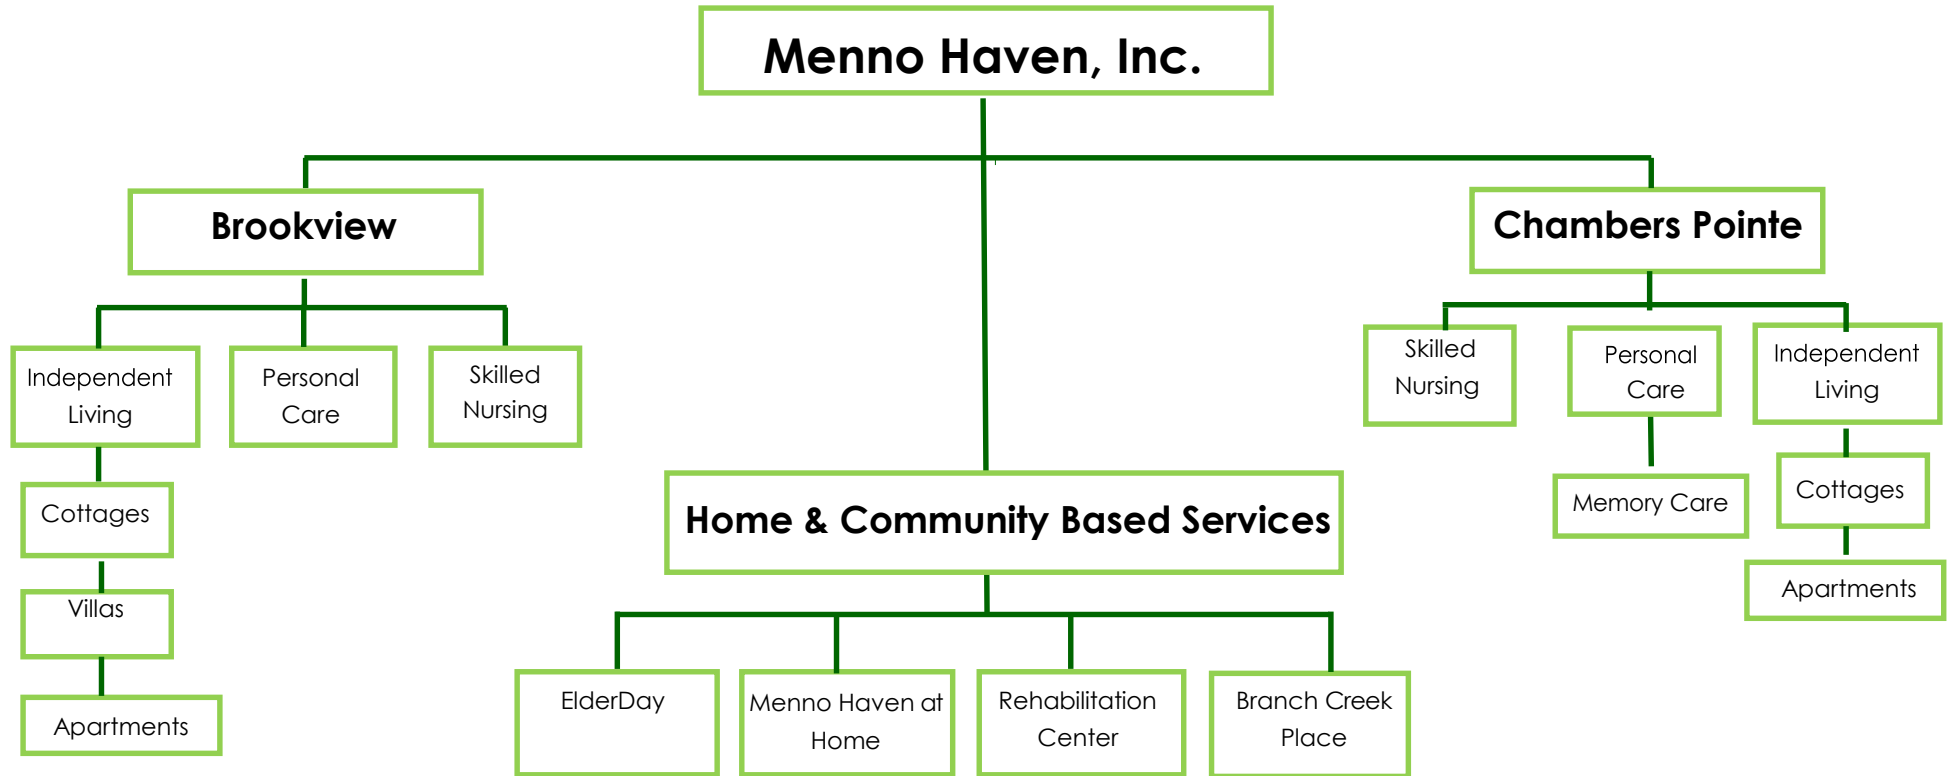 Menno Haven, Inc.
Brookview
Chambers Pointe
Independent
Living
Personal
Care
Skilled
Nursing
Cottages
Villas
Apartments
Skilled
Nursing
Personal
Care
Independent
Living
Memory Care
Cottages
Apartments
Home & Community Based Services
ElderDay
Menno Haven at
Home
Rehabilitation
Center
Branch Creek
Place